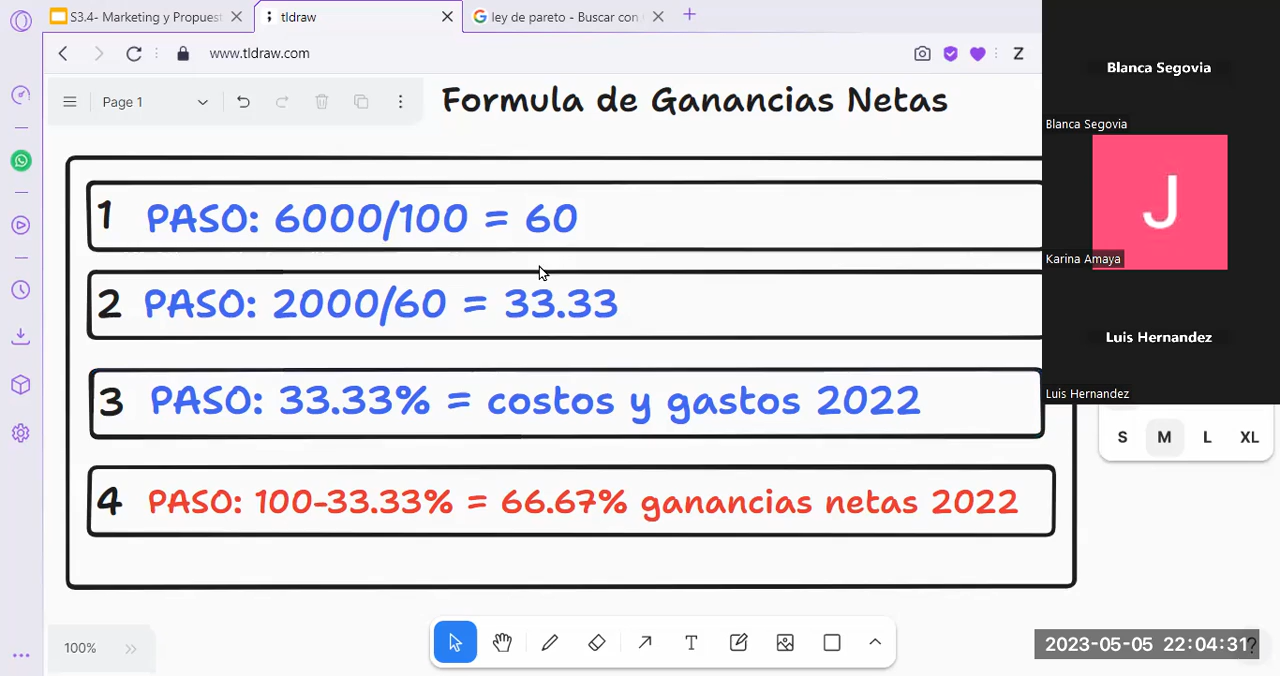 S3.4- Marketing y Propuest
tldraw
ley de pareto - Buscar con
www.tldraw.com
Z
Page 1
Formula de Ganancias Netas
1 PASO: 6000/100 = 60
2 PASO: 2000/60 = 33.33
3 PASO: 33.33% = costos y gastos 2022
4 PASO: 100-33.33% = 66.67% ganancias netas 2022
Blanca Segovia
Blanca Segovia
J
Karina Amaya
Luis Hernandez
Luis Hernandez
S M L XL
100%
T
2023-05-05 22:04:31
?